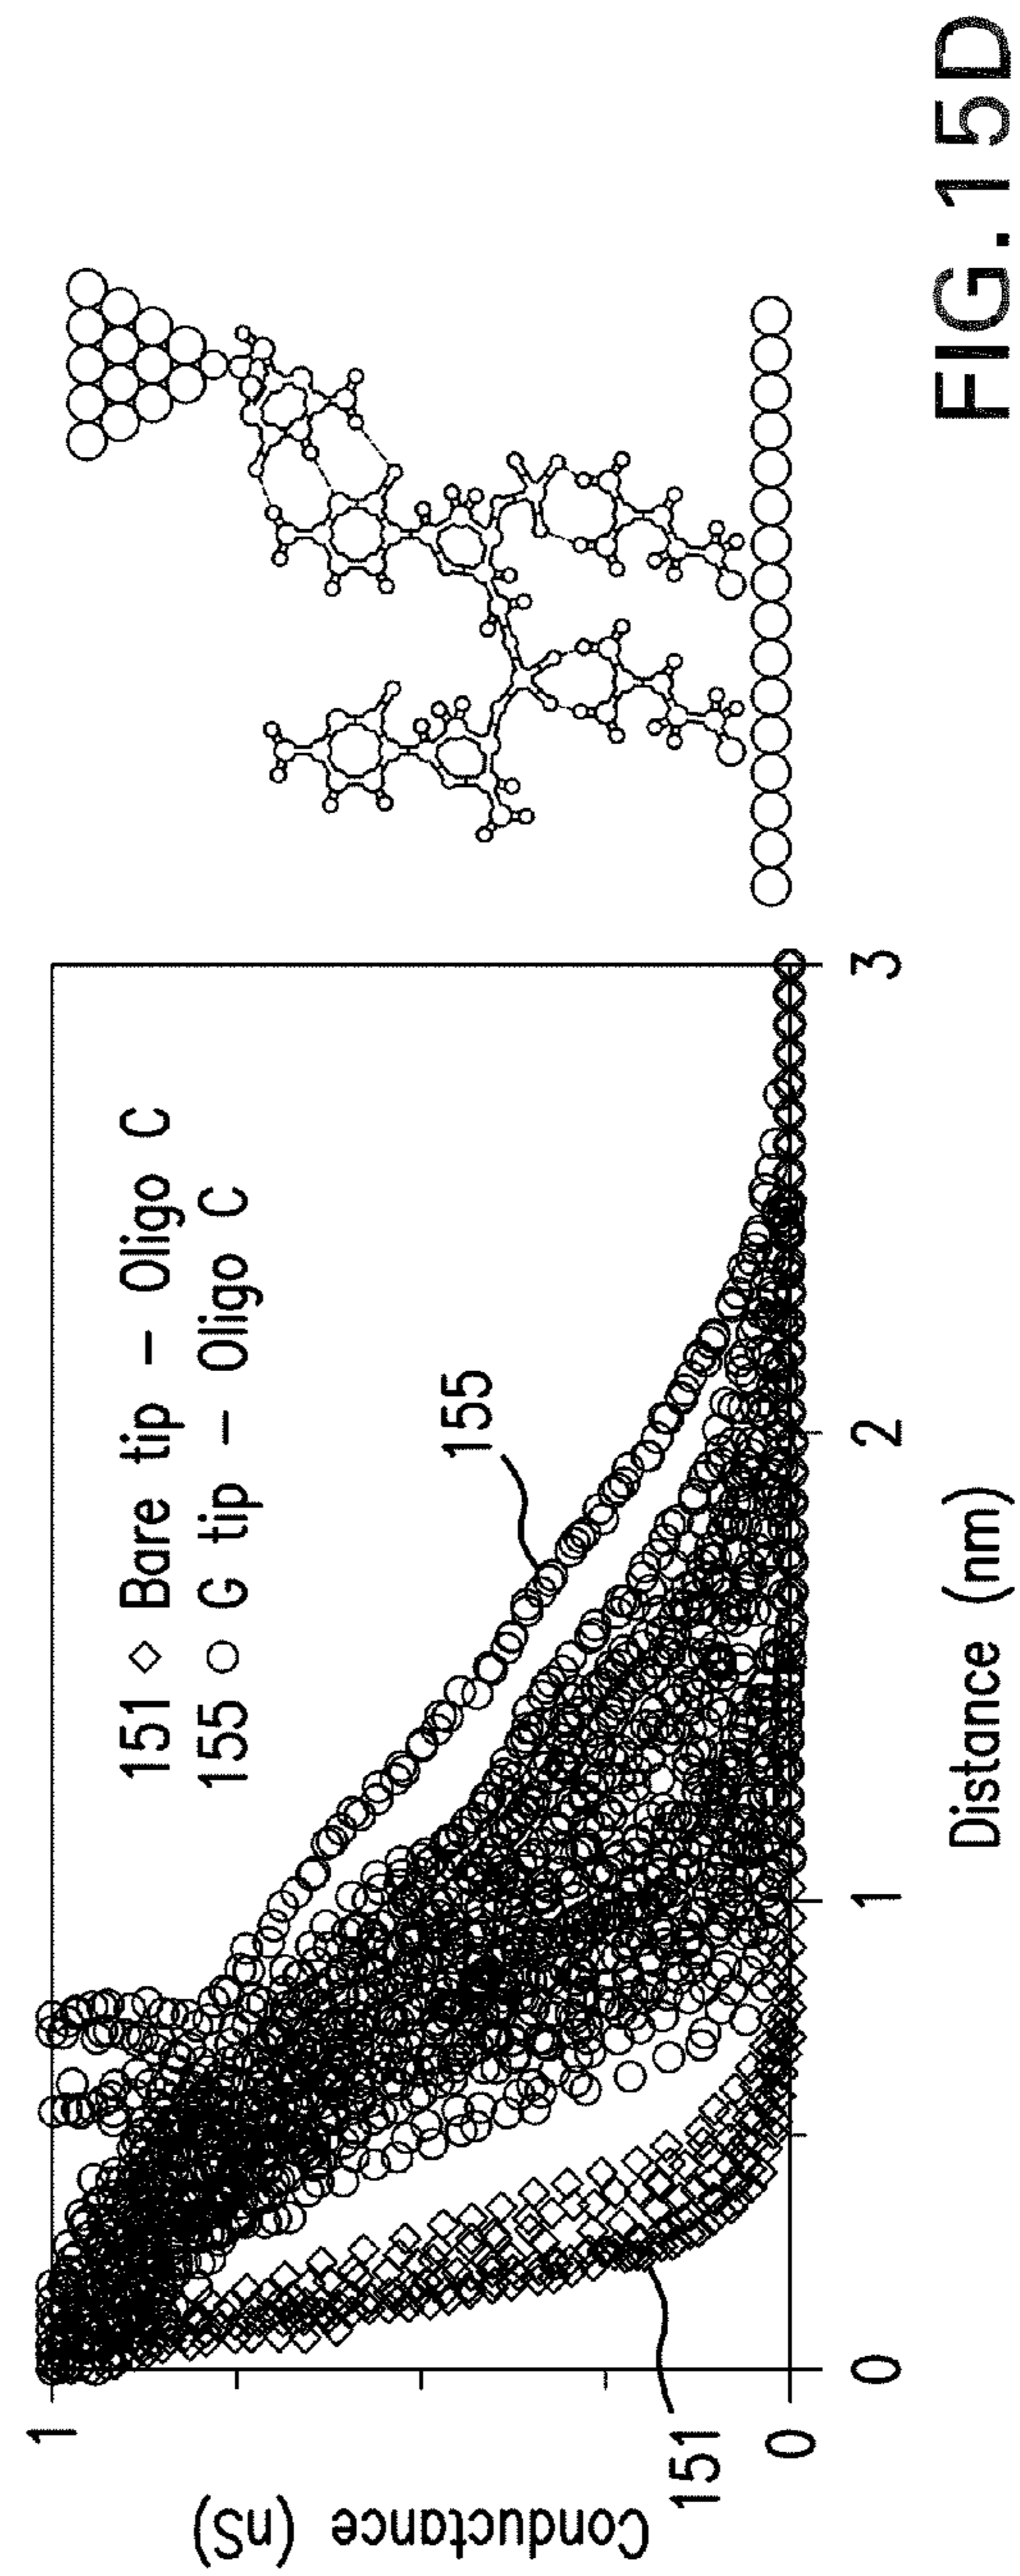 Conductance (nS)
1
0
151 ◇ Bare tip – Oligo C
155 ○ G tip – Oligo C
155
151
0
1
2
3
Distance (nm)
FIG.15D